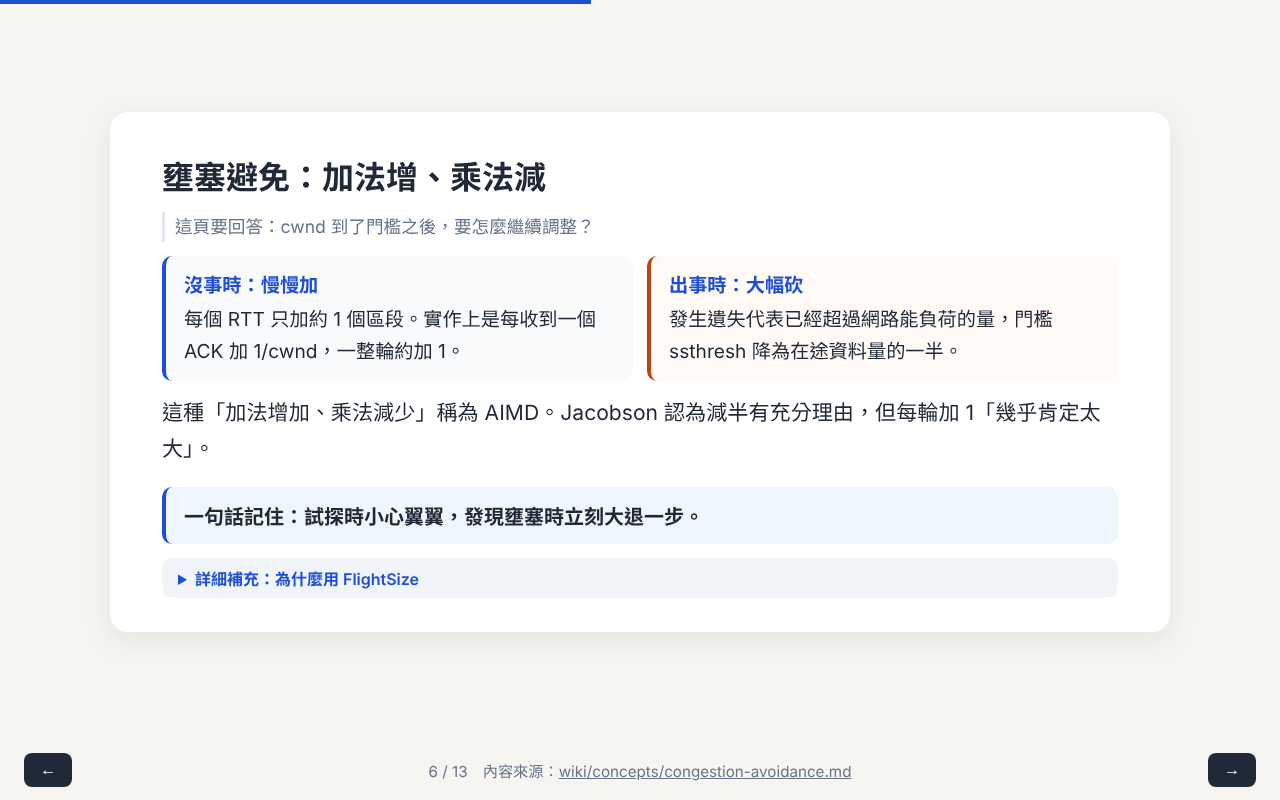 壅塞避免：加法增、乘法減
這頁要回答：cwnd 到了門檻之後，要怎麼繼續調整？
沒事時：慢慢加
每個 RTT 只加約 1 個區段。實作上是每收到一個
ACK 加 1/cwnd，一整輪約加 1。
出事時：大幅砍
發生遺失代表已經超過網路能負荷的量，門檻
ssthresh 降為在途資料量的一半。
這種「加法增加、乘法減少」稱為 AIMD。Jacobson 認為減半有充分理由，但每輪加 1「幾乎肯定太
大」。
一句話記住：試探時小心翼翼，發現壅塞時立刻大退一步。
▶ 詳細補充：為什麼用 FlightSize
← 6 / 13 內容來源：wiki/concepts/congestion-avoidance.md →